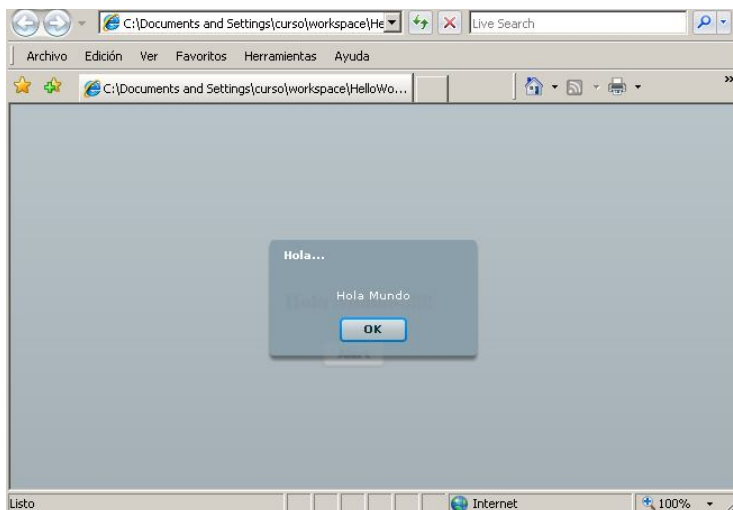 C:\Documents and Settings\curso\workspace\He
Live Search
Archivo Edición Ver Favoritos Herramientas Ayuda
C:\Documents and Settings\curso\workspace\HelloWo...
Hola...
Hola Mundo
OK
Listo Internet 100%